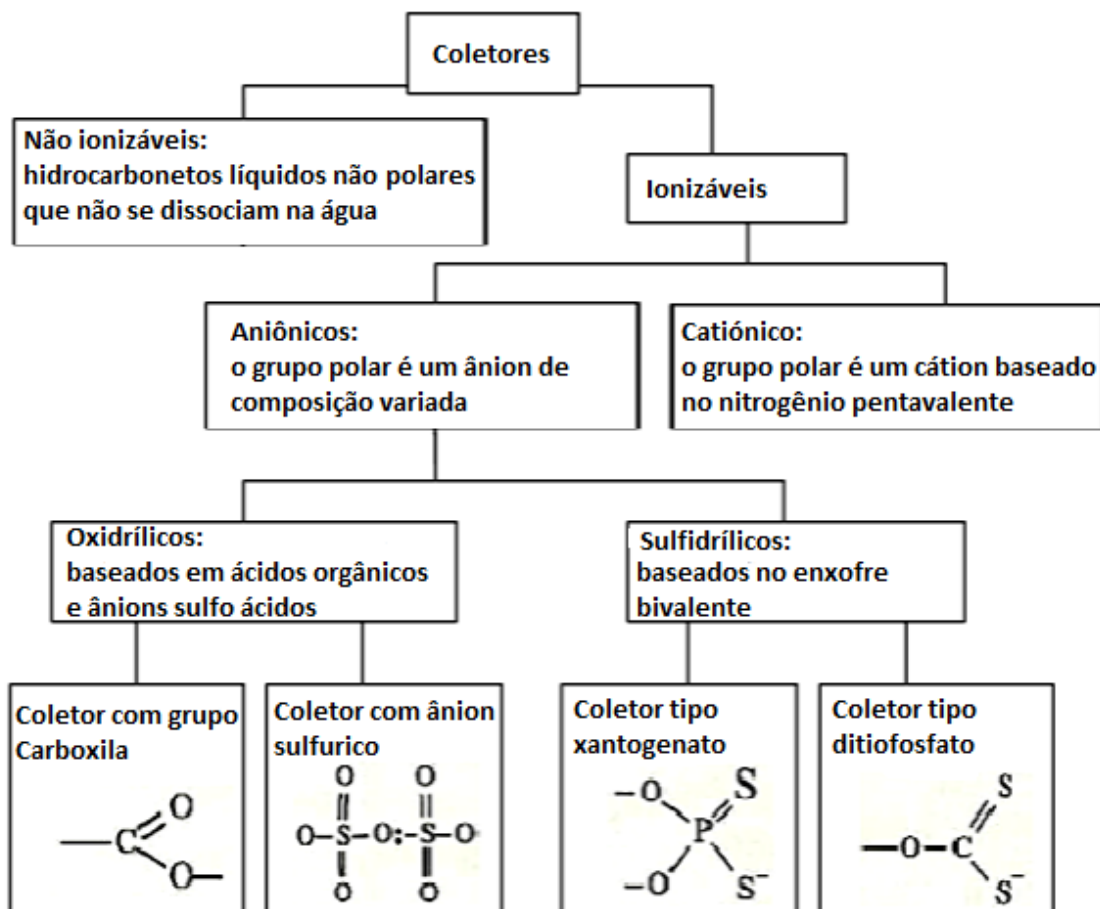 Coletores
Não ionizáveis:
hidrocarbonetos líquidos não polares
que não se dissociam na água
Ionizáveis
Aniônicos:
o grupo polar é um ânion de
composição variada
Catiónico:
o grupo polar é um cátion baseado
no nitrogênio pentavalente
Oxidrílicos:
baseados em ácidos orgânicos
e ânions sulfo ácidos
Sulfidrílicos:
baseados no enxofre
bivalente
Coletor com grupo
Carboxila
O
C
O
Coletor com ânion
sulfurico
O O
O-S-O:-S-O
O O
Coletor tipo
xantogenato
-O S
P
-O S⁻
Coletor tipo
ditiofosfato
S
-O-C
S⁻